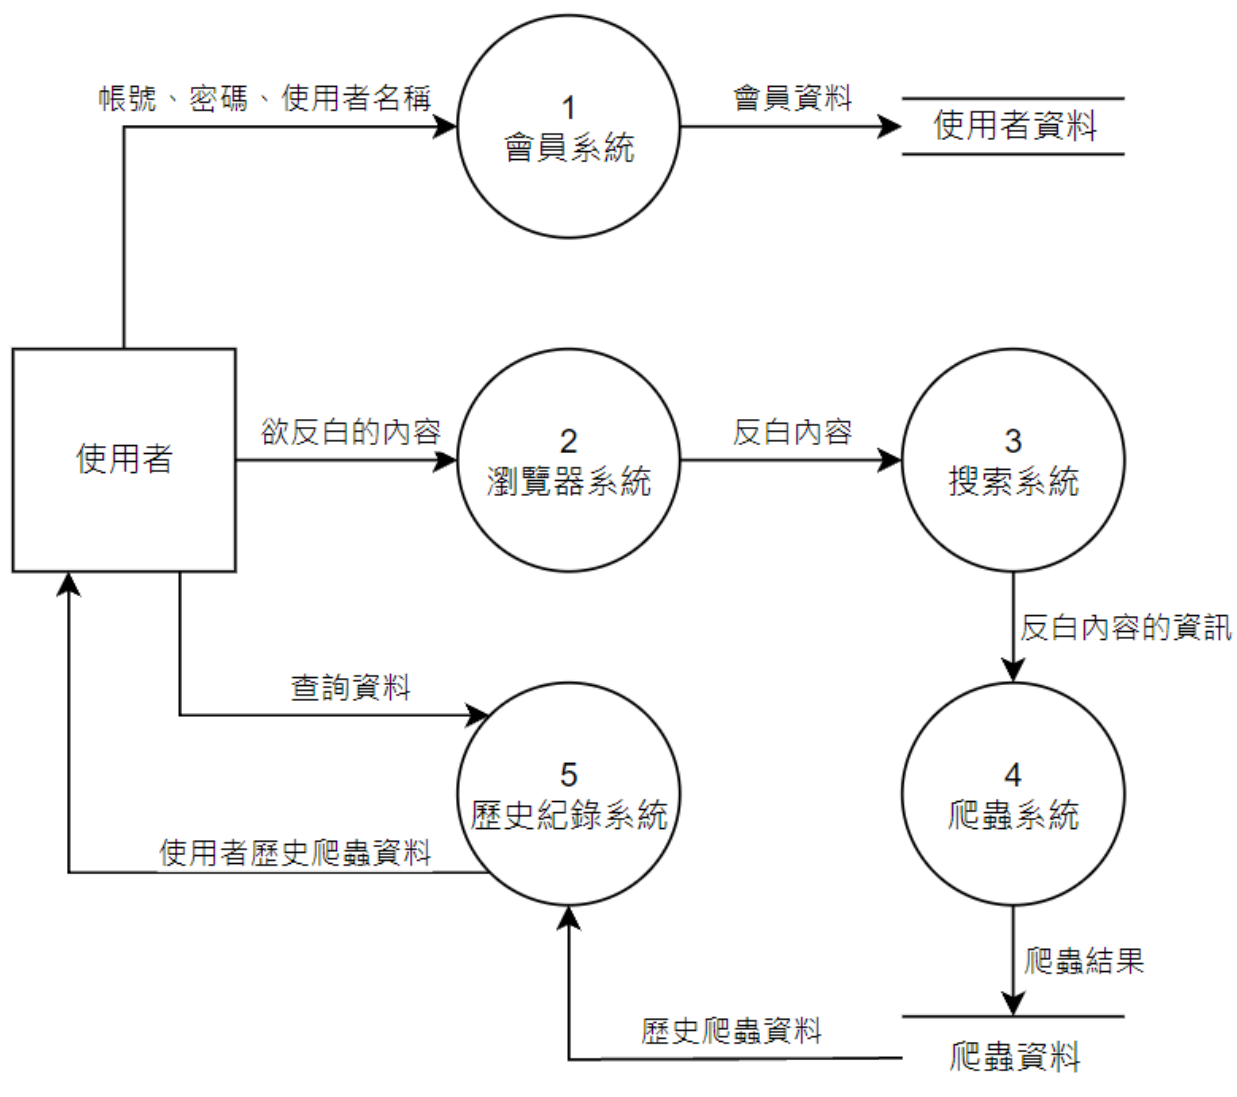 帳號、密碼、使用者名稱
1
會員系統
會員資料
使用者資料
使用者
欲反白的內容
2
瀏覽器系統
反白內容
3
搜索系統
反白內容的資訊
查詢資料
5
歷史紀錄系統
4
爬蟲系統
使用者歷史爬蟲資料
爬蟲結果
歷史爬蟲資料
爬蟲資料